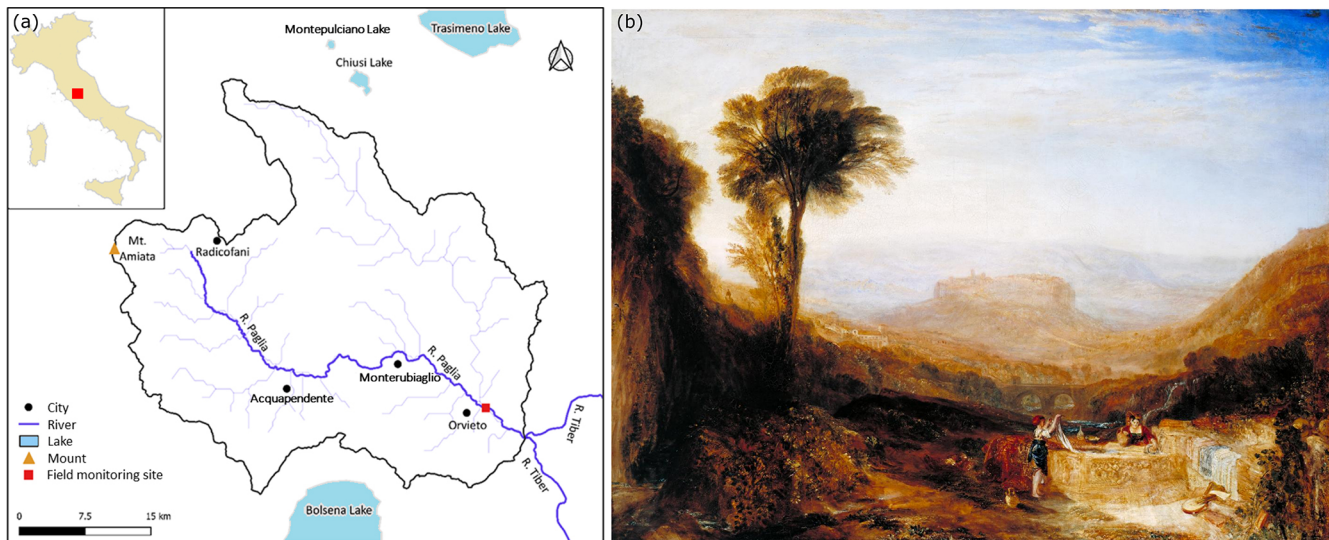 (a)
Montepulciano Lake
Trasimeno Lake
Chiusi Lake
Mt.
Amiata
Radicofani
R. Paglia
R. Paglia
Monterubiaglio
Acquapendente
Orvieto
R. Tiber
R. Tiber
Bolsena Lake
City
River
Lake
Mount
Field monitoring site
0 7.5 15 km
(b)